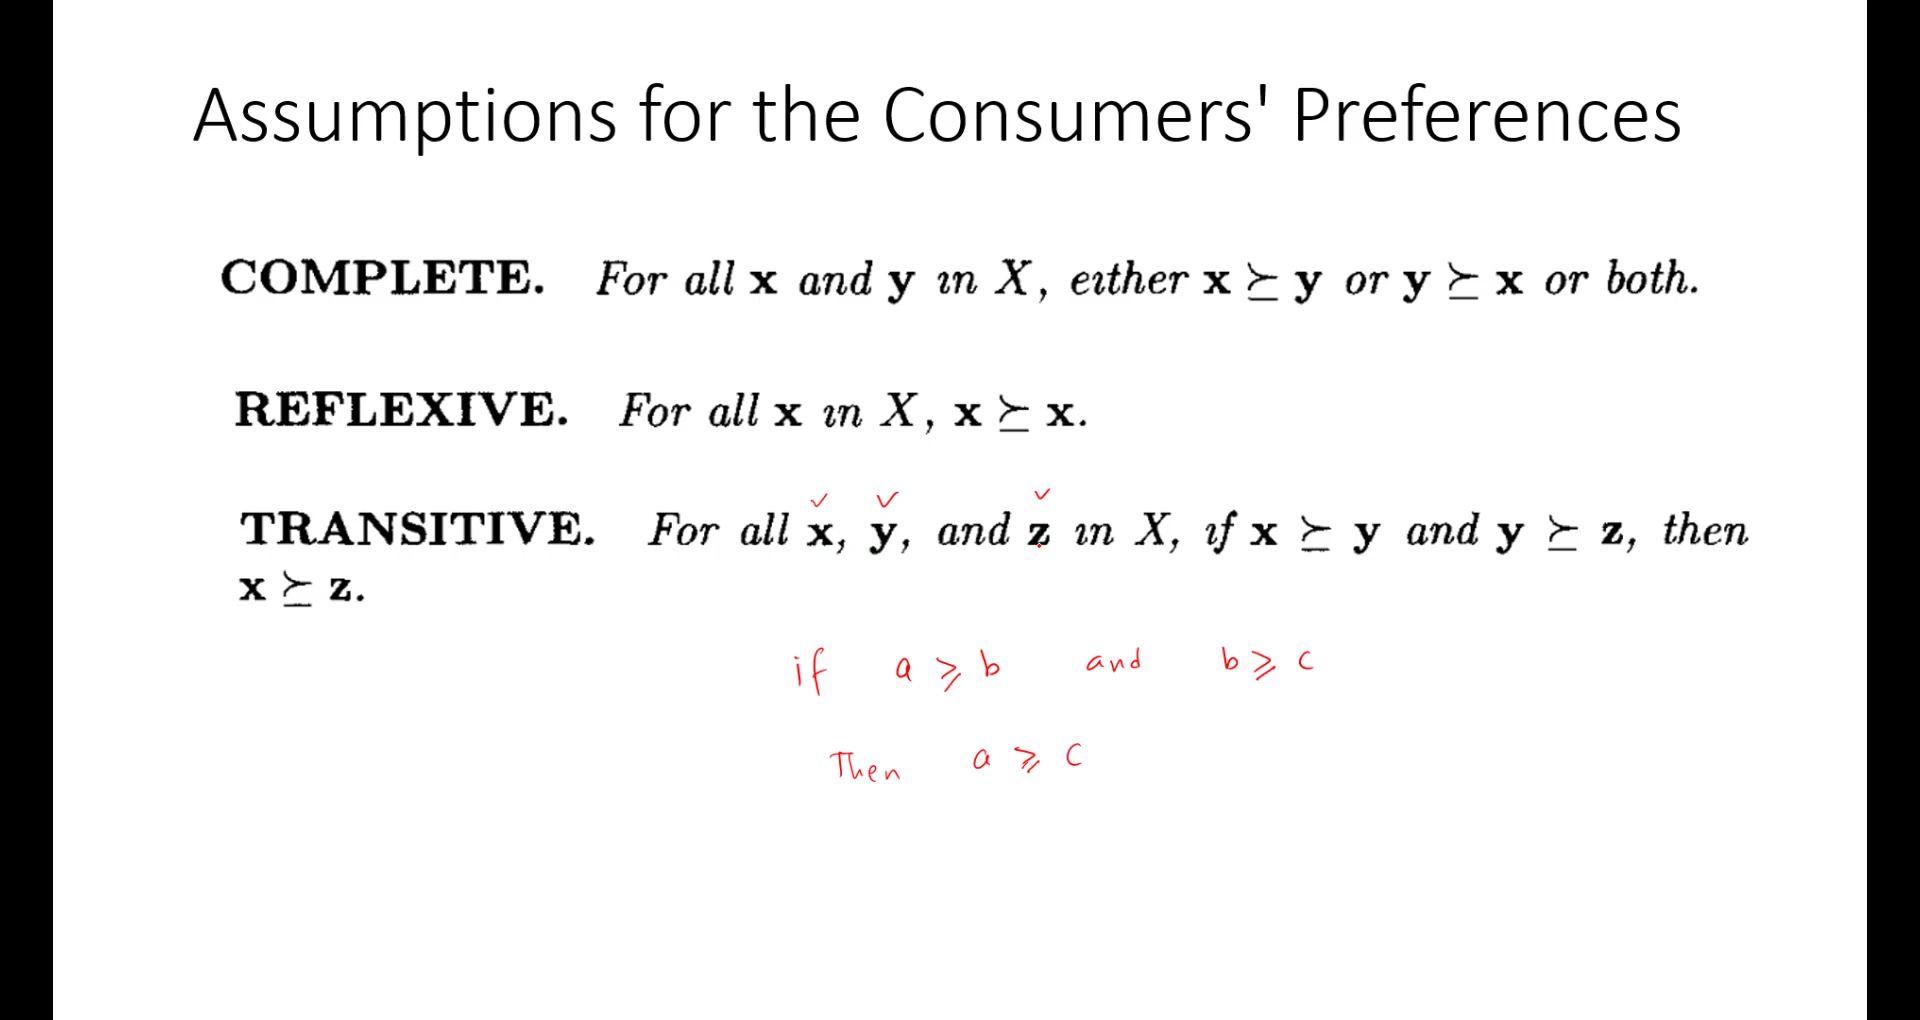 Assumptions for the Consumers' Preferences
COMPLETE. For all x and y in X, either x ⪰ y or y ⪰ x or both.
REFLEXIVE. For all x in X, x ⪰ x.
TRANSITIVE. For all x, y, and z in X, if x ⪰ y and y ⪰ z, then
x ⪰ z.
if a ⩾ b and b ⩾ c
Then a ⩾ c